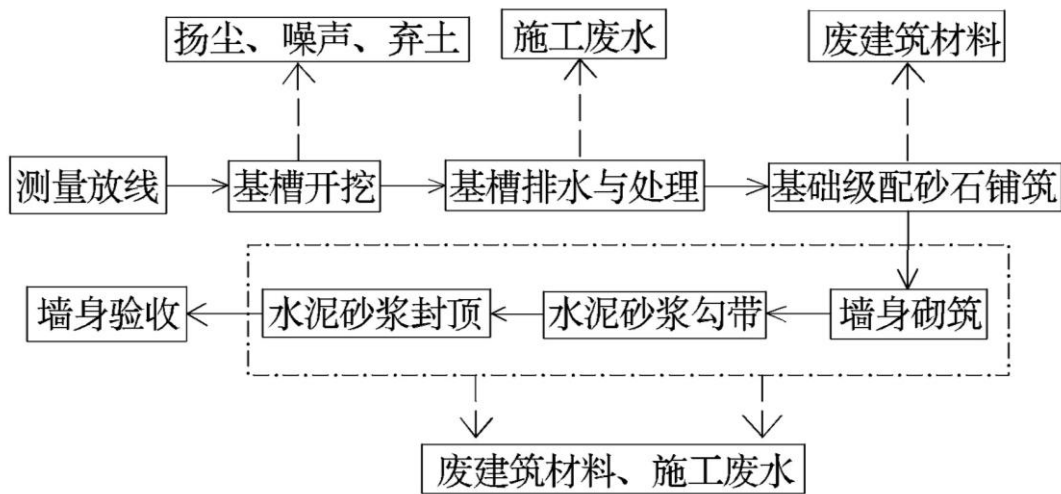 扬尘、噪声、弃土
施工废水
废建筑材料
测量放线
基槽开挖
基槽排水与处理
基础级配砂石铺筑
墙身验收
水泥砂浆封顶
水泥砂浆勾带
墙身砌筑
废建筑材料、施工废水